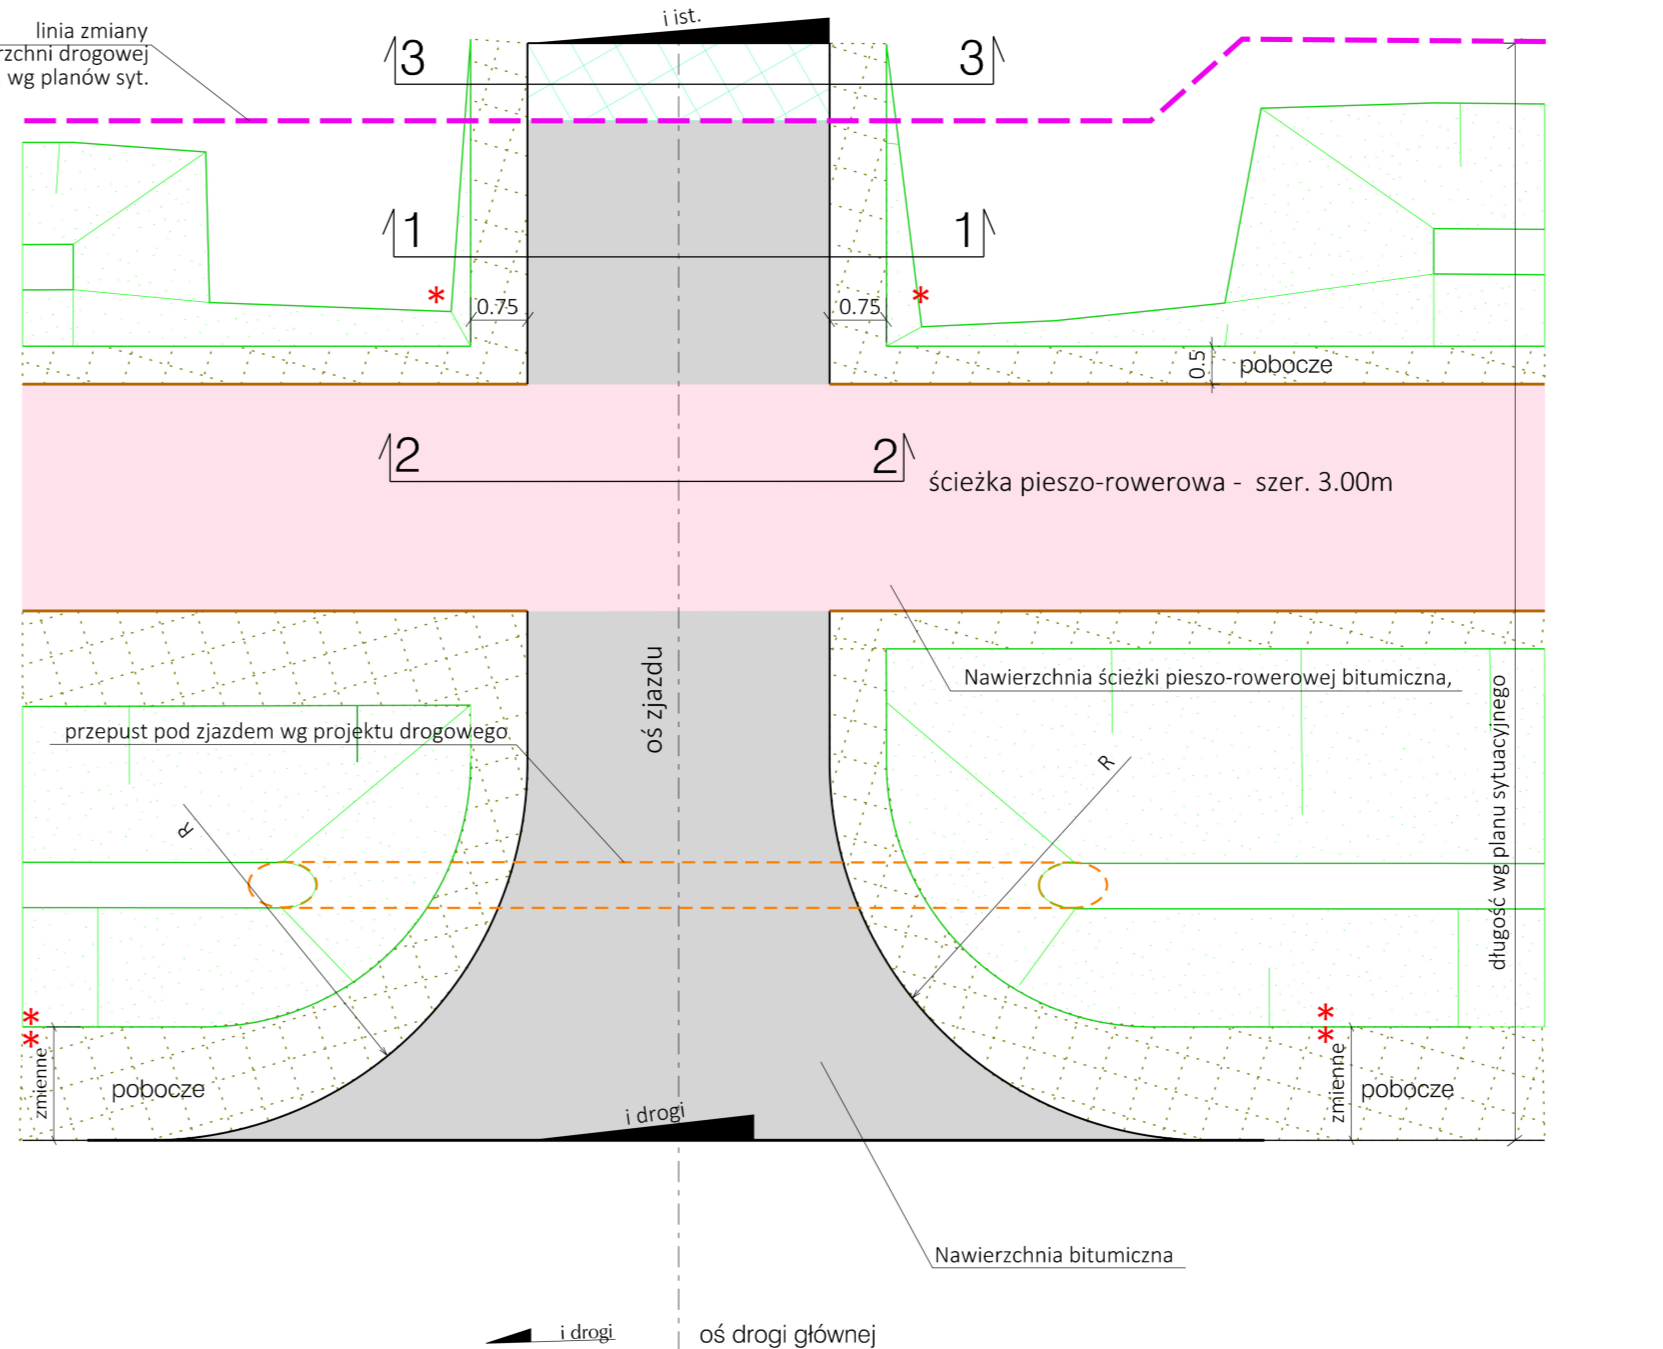 i ist.
linia zmiany
rzchni drogowej
wg planów syt.
3 3
1 1
* *
0.75 0.75
0.5
pobocze
2 2
ścieżka pieszo-rowerowa - szer. 3.00m
oś zjazdu
Nawierzchnia ścieżki pieszo-rowerowej bitumiczna,
przepust pod zjazdem wg projektu drogowego
R
R
długość wg planu sytuacyjnego
* *
* *
zmienne
pobocze
zmienne
pobocze
i drogi
Nawierzchnia bitumiczna
i drogi
oś drogi głównej